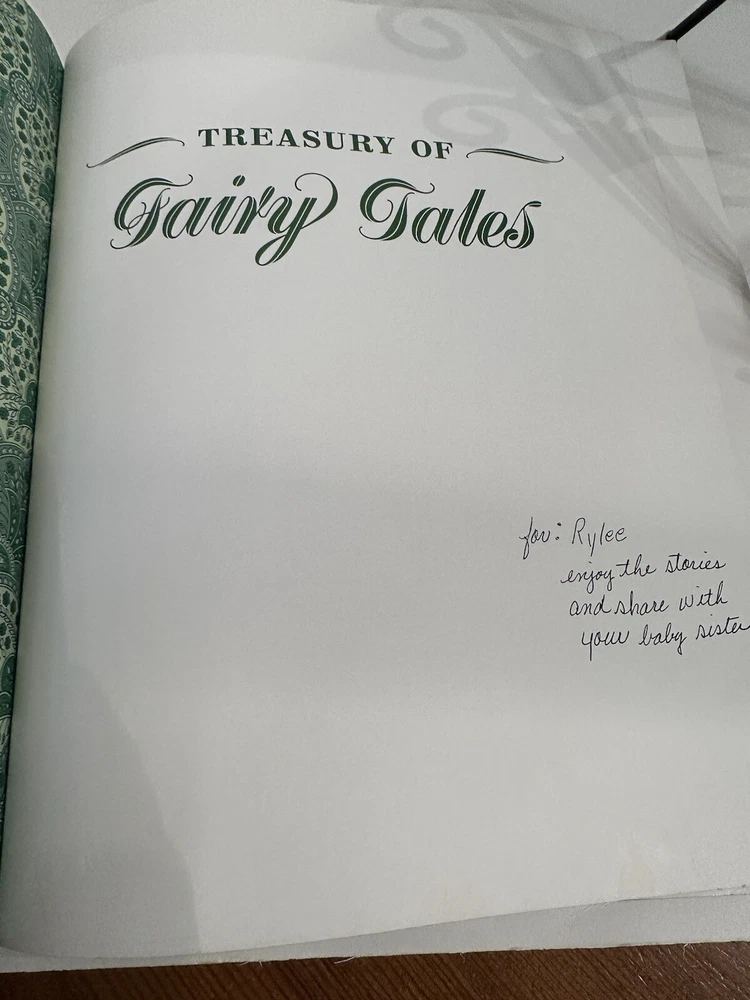 TREASURY OF
Fairy Tales
for: Rylee
enjoy the stories
and share with
your baby sister